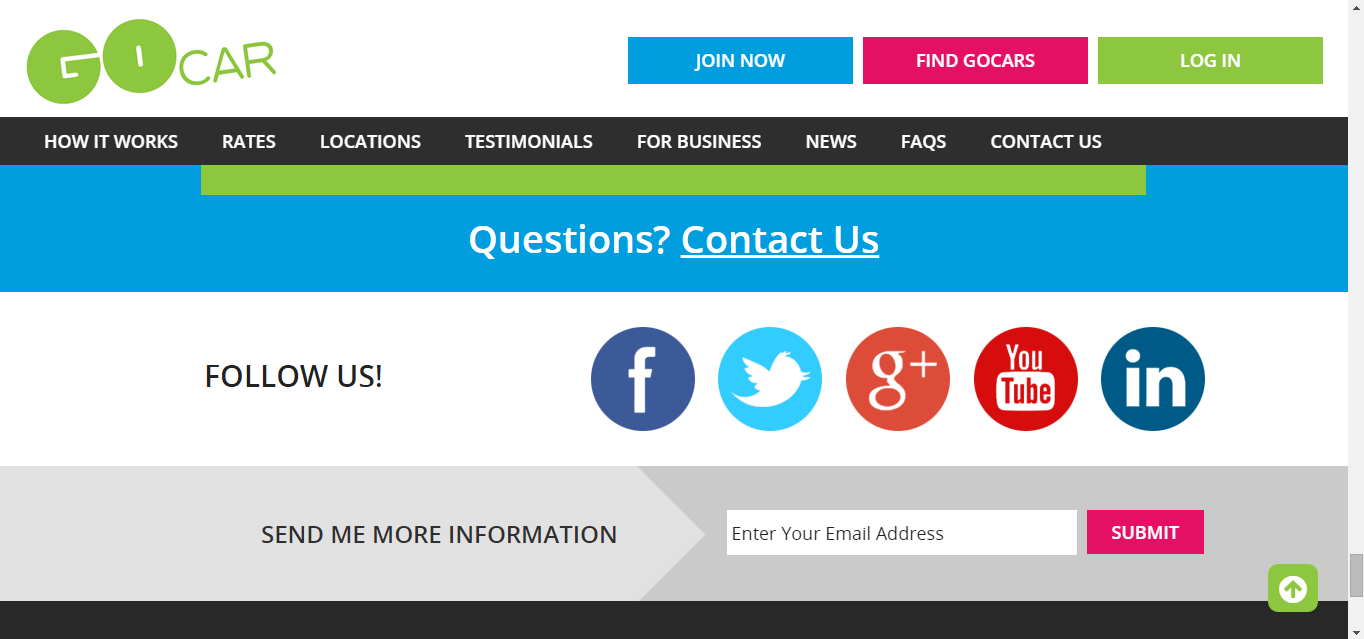 GO CAR
JOIN NOW
FIND GOCARS
LOG IN
HOW IT WORKS
RATES
LOCATIONS
TESTIMONIALS
FOR BUSINESS
NEWS
FAQS
CONTACT US
Questions? Contact Us
FOLLOW US!
f
g+
You
Tube
in
SEND ME MORE INFORMATION
Enter Your Email Address
SUBMIT